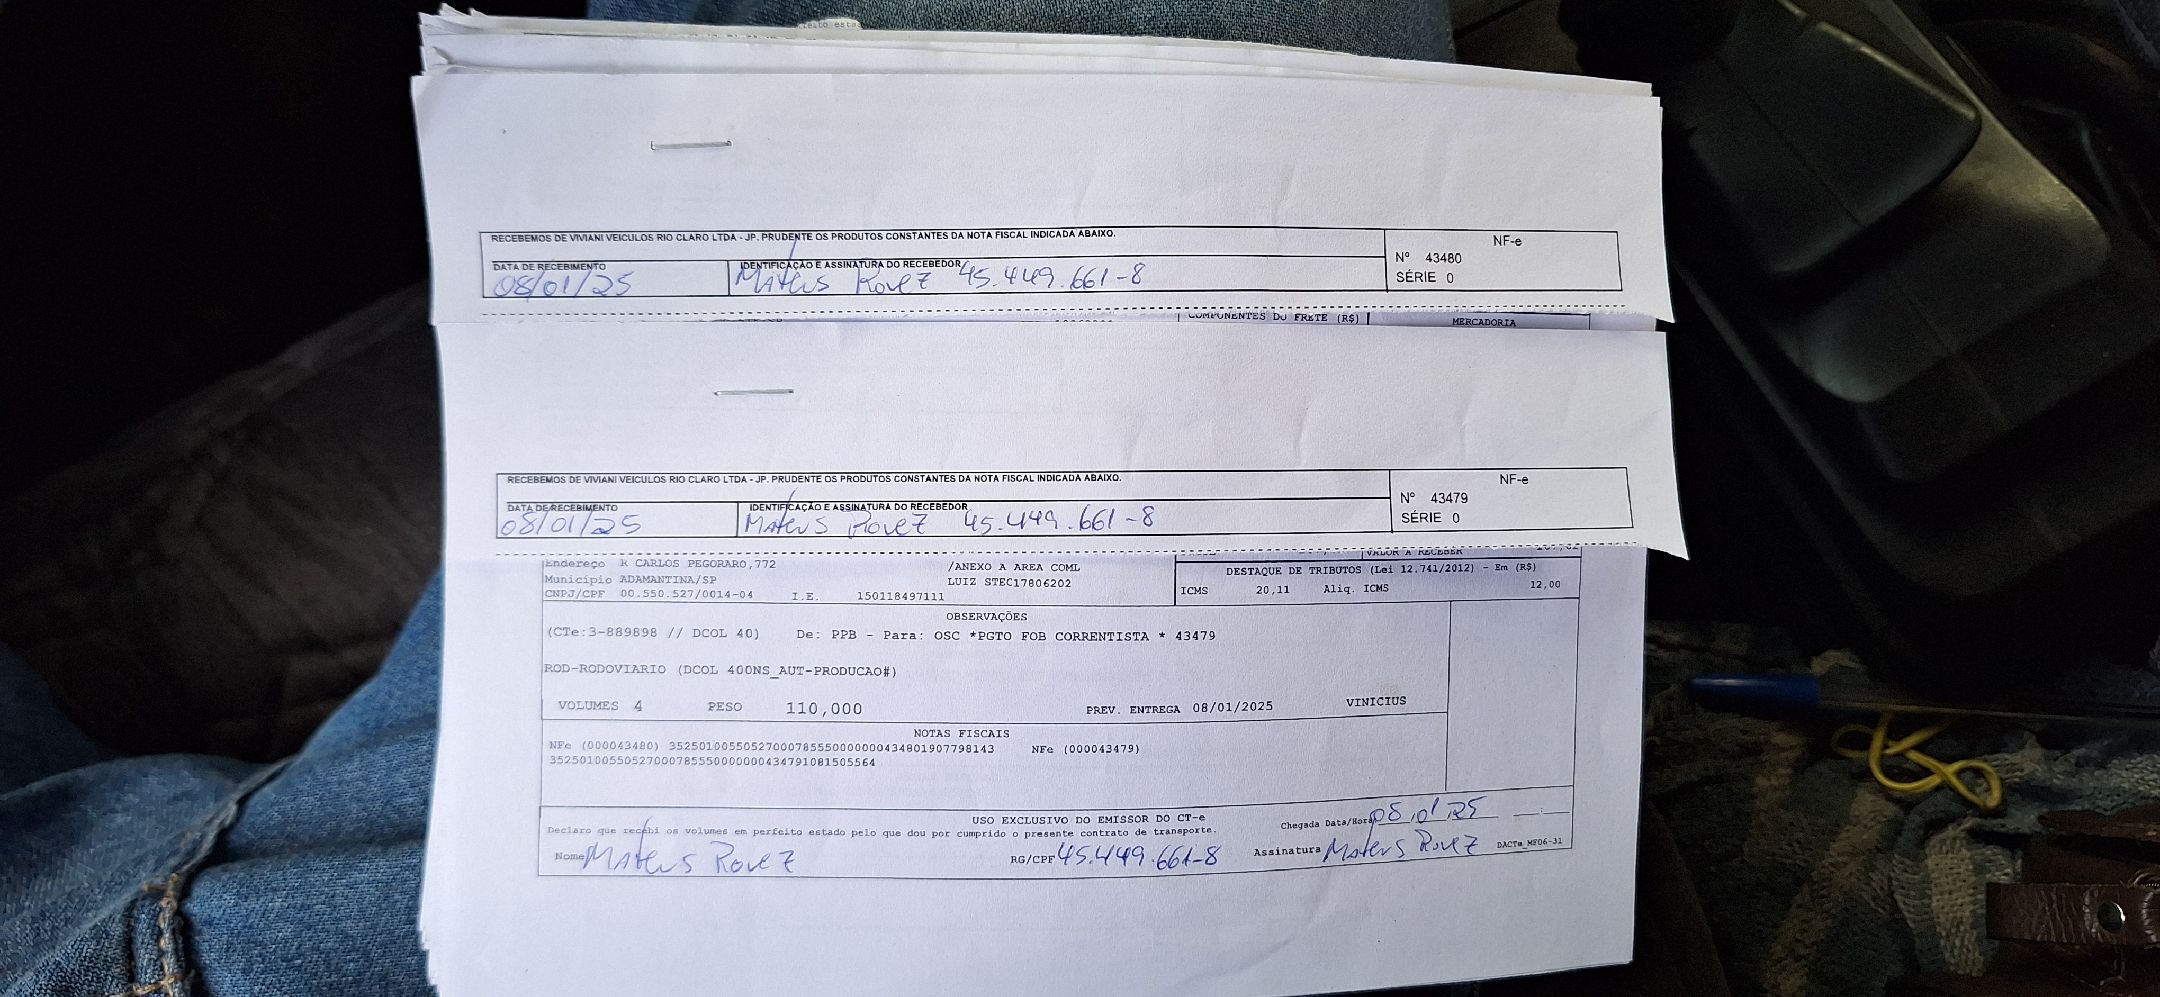 feito esta
RECEBEMOS DE VIVIANI VEICULOS RIO CLARO LTDA - JP. PRUDENTE OS PRODUTOS CONSTANTES DA NOTA FISCAL INDICADA ABAIXO.
NF-e
Nº 43480
SÉRIE 0
DATA DE RECEBIMENTO
08/01/25
IDENTIFICAÇÃO E ASSINATURA DO RECEBEDOR
Mateus Rovez 45.449.661-8
COMPONENTES DO FRETE (R$)
MERCADORIA
RECEBEMOS DE VIVIANI VEICULOS RIO CLARO LTDA - JP. PRUDENTE OS PRODUTOS CONSTANTES DA NOTA FISCAL INDICADA ABAIXO.
NF-e
Nº 43479
SÉRIE 0
DATA DE RECEBIMENTO
08/01/25
IDENTIFICAÇÃO E ASSINATURA DO RECEBEDOR
Mateus Rovez 45.449.661-8
VALOR A RECEBER
Endereço R CARLOS PEGORARO,772 /ANEXO A AREA COML
Município ADAMANTINA/SP LUIZ STEC17806202
CNPJ/CPF 00.550.527/0014-04 I.E. 150118497111
DESTAQUE DE TRIBUTOS (Lei 12.741/2012) - Em (R$)
ICMS 20,11 Aliq. ICMS 12,00
OBSERVAÇÕES
(CTe:3-889898 // DCOL 40) De: PPB - Para: OSC *PGTO FOB CORRENTISTA * 43479
ROD-RODOVIARIO (DCOL 400NS_AUT-PRODUCAO#)
VOLUMES 4 PESO 110,000 PREV. ENTREGA 08/01/2025 VINICIUS
NOTAS FISCAIS
NFe (000043480) 35250100550527000785550000000434801907798143 NFe (000043479)
35250100550527000785550000000434791081505564
USO EXCLUSIVO DO EMISSOR DO CT-e
Declaro que recebi os volumes em perfeito estado pelo que dou por cumprido o presente contrato de transporte.
Chegada Data/Hora 08/01/25 :
Nome Mateus Rovez RG/CPF 45.449.661-8 Assinatura Mateus Rovez DACTe_MF06-31